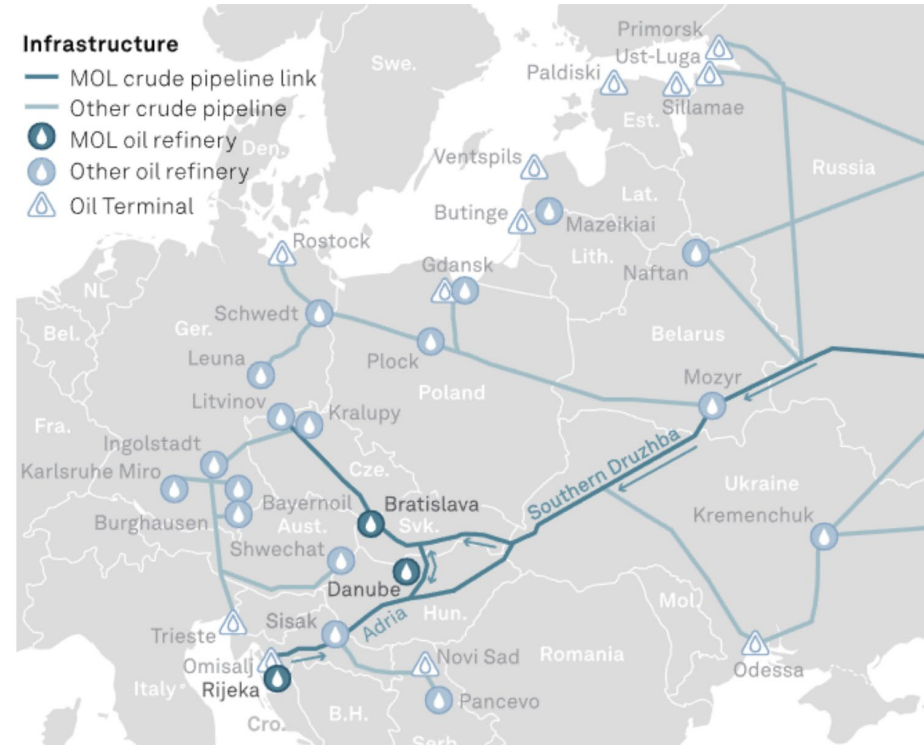 Infrastructure
MOL crude pipeline link
Other crude pipeline
MOL oil refinery
Other oil refinery
Oil Terminal
Swe.
Den.
Primorsk
Ust-Luga
Paldiski
Sillamae
Est.
Russia
Ventspils
Lat.
Butinge
Mazeikiai
Lith.
Naftan
Rostock
Gdansk
NL
Bel.
Ger.
Schwedt
Belarus
Leuna
Plock
Poland
Mozyr
Litvinov
Kralupy
Fra.
Ingolstadt
Karlsruhe Miro
Cze.
Southern Druzhba
Ukraine
Bayernoil
Bratislava
Burghausen
Aust.
Svk.
Kremenchuk
Shwechat
Danube
Hun.
Mol.
Sisak
Adria
Trieste
Omisalj
Novi Sad
Romania
Odessa
Italy
Rijeka
Pancevo
Cro.
B.H.
Serb.